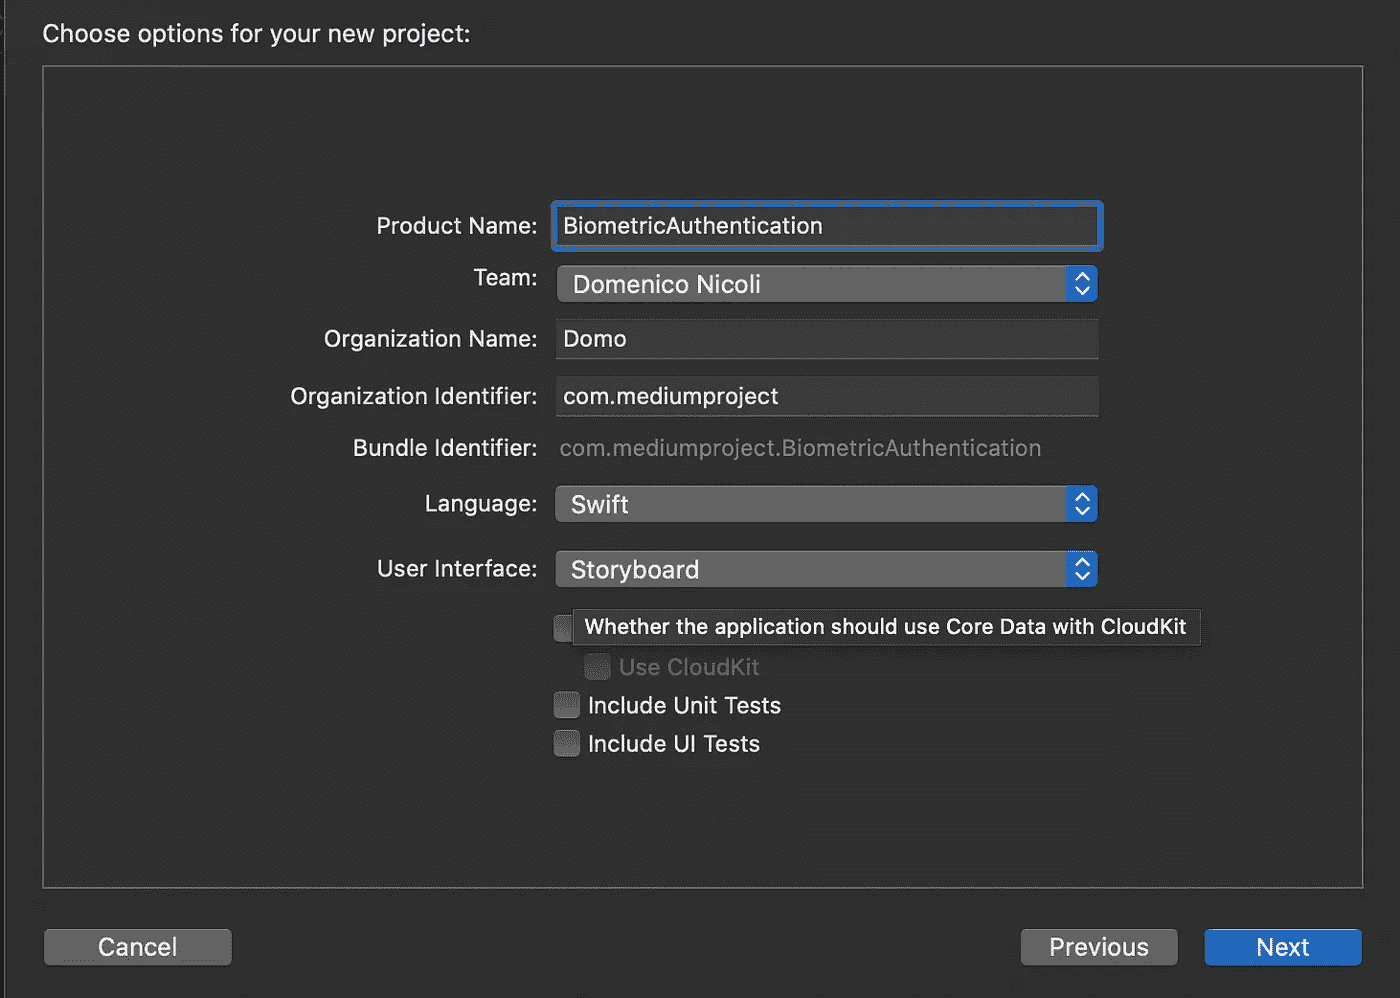 Choose options for your new project:
Product Name: BiometricAuthentication
Team: Domenico Nicoli
Organization Name: Domo
Organization Identifier: com.mediumproject
Bundle Identifier: com.mediumproject.BiometricAuthentication
Language: Swift
User Interface: Storyboard
Whether the application should use Core Data with CloudKit
Use CloudKit
Include Unit Tests
Include UI Tests
Cancel Previous Next